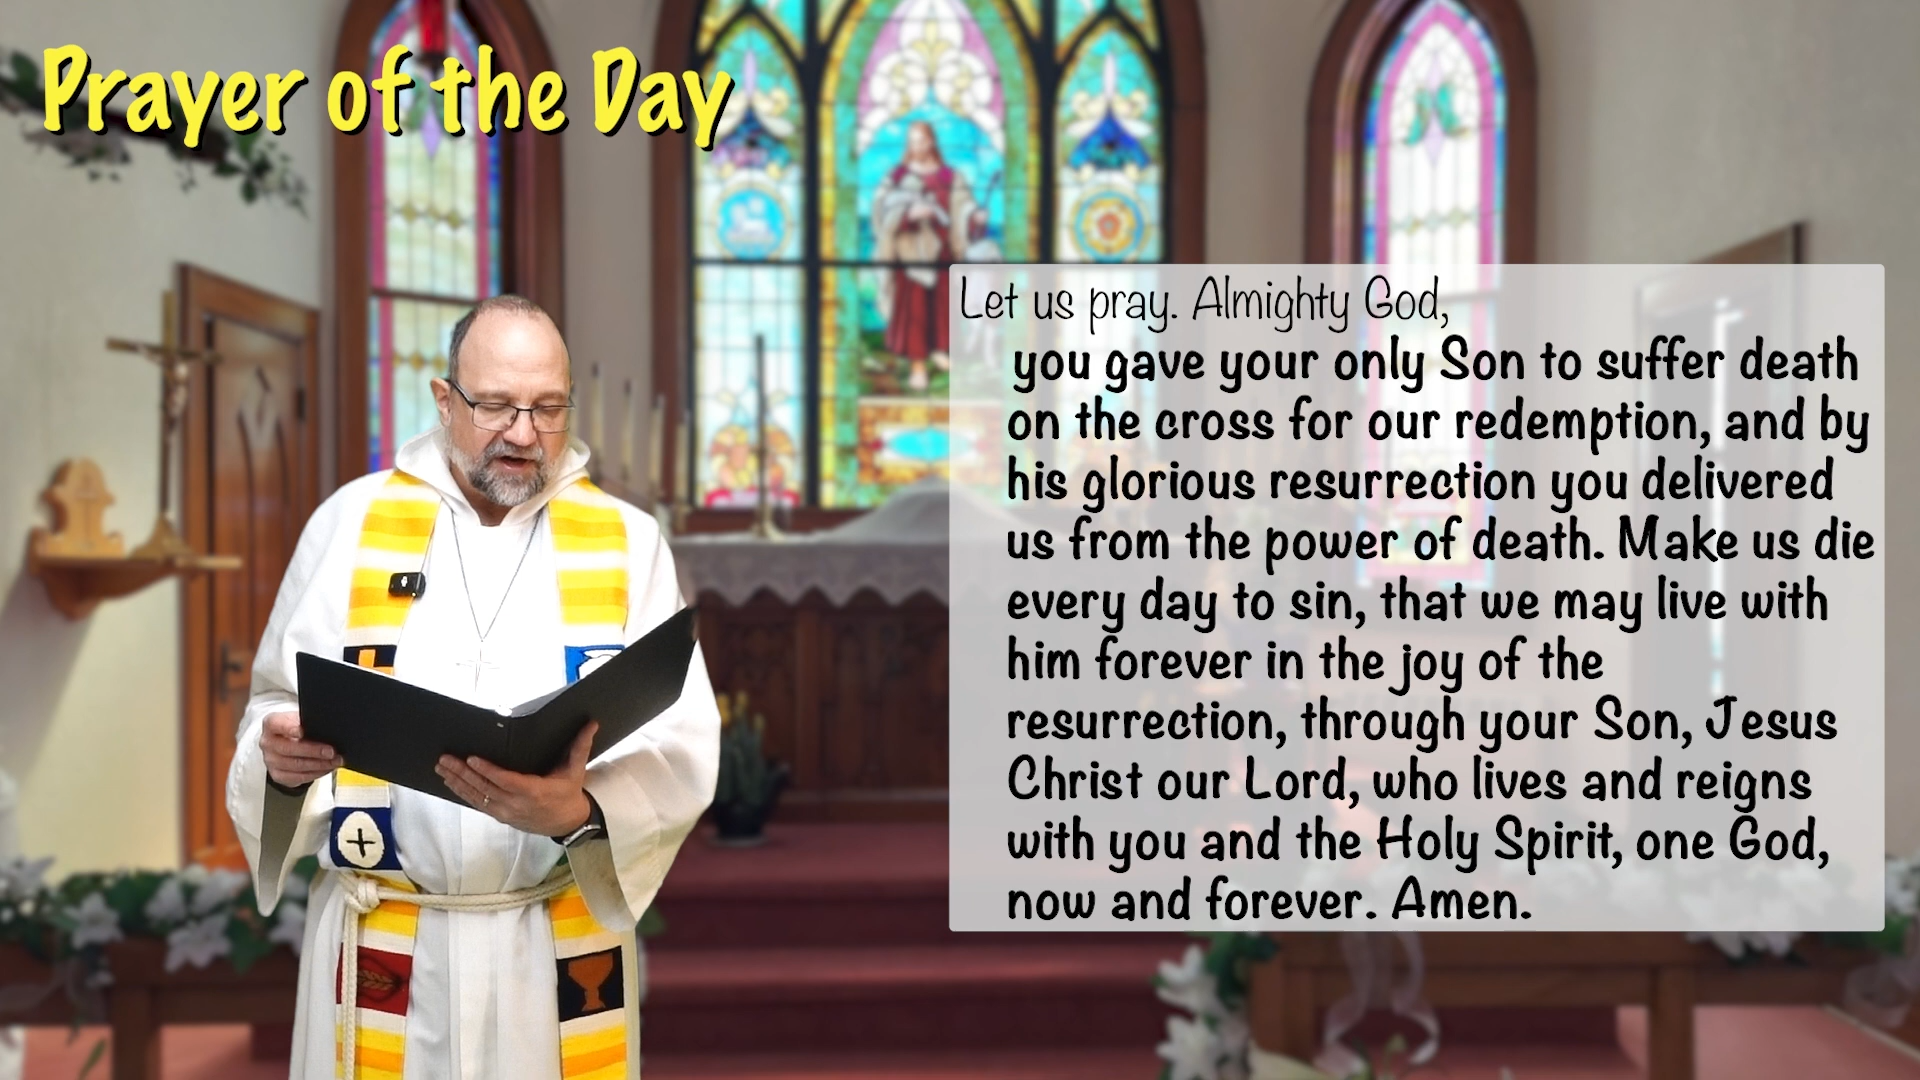 Prayer of the Day
Let us pray. Almighty God,
you gave your only Son to suffer death
on the cross for our redemption, and by
his glorious resurrection you delivered
us from the power of death. Make us die
every day to sin, that we may live with
him forever in the joy of the
resurrection, through your Son, Jesus
Christ our Lord, who lives and reigns
with you and the Holy Spirit, one God,
now and forever. Amen.